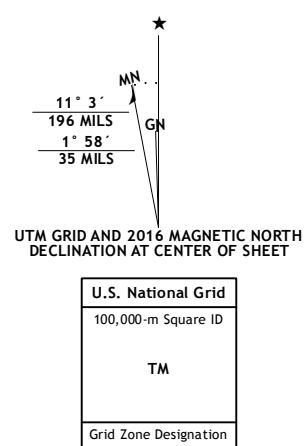 ★
MN
GN
11° 3´
196 MILS
1° 58´
35 MILS
UTM GRID AND 2016 MAGNETIC NORTH
DECLINATION AT CENTER OF SHEET
U.S. National Grid
100,000-m Square ID
TM
Grid Zone Designation